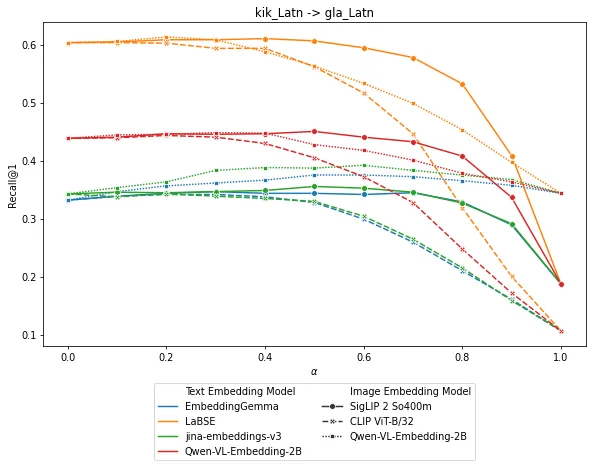 kik_Latn -> gla_Latn
Recall@1
0.6
0.5
0.4
0.3
0.2
0.1
0.0 0.2 0.4 0.6 0.8 1.0
α
Text Embedding Model
EmbeddingGemma
LaBSE
jina-embeddings-v3
Qwen-VL-Embedding-2B
Image Embedding Model
SigLIP 2 So400m
CLIP ViT-B/32
Qwen-VL-Embedding-2B